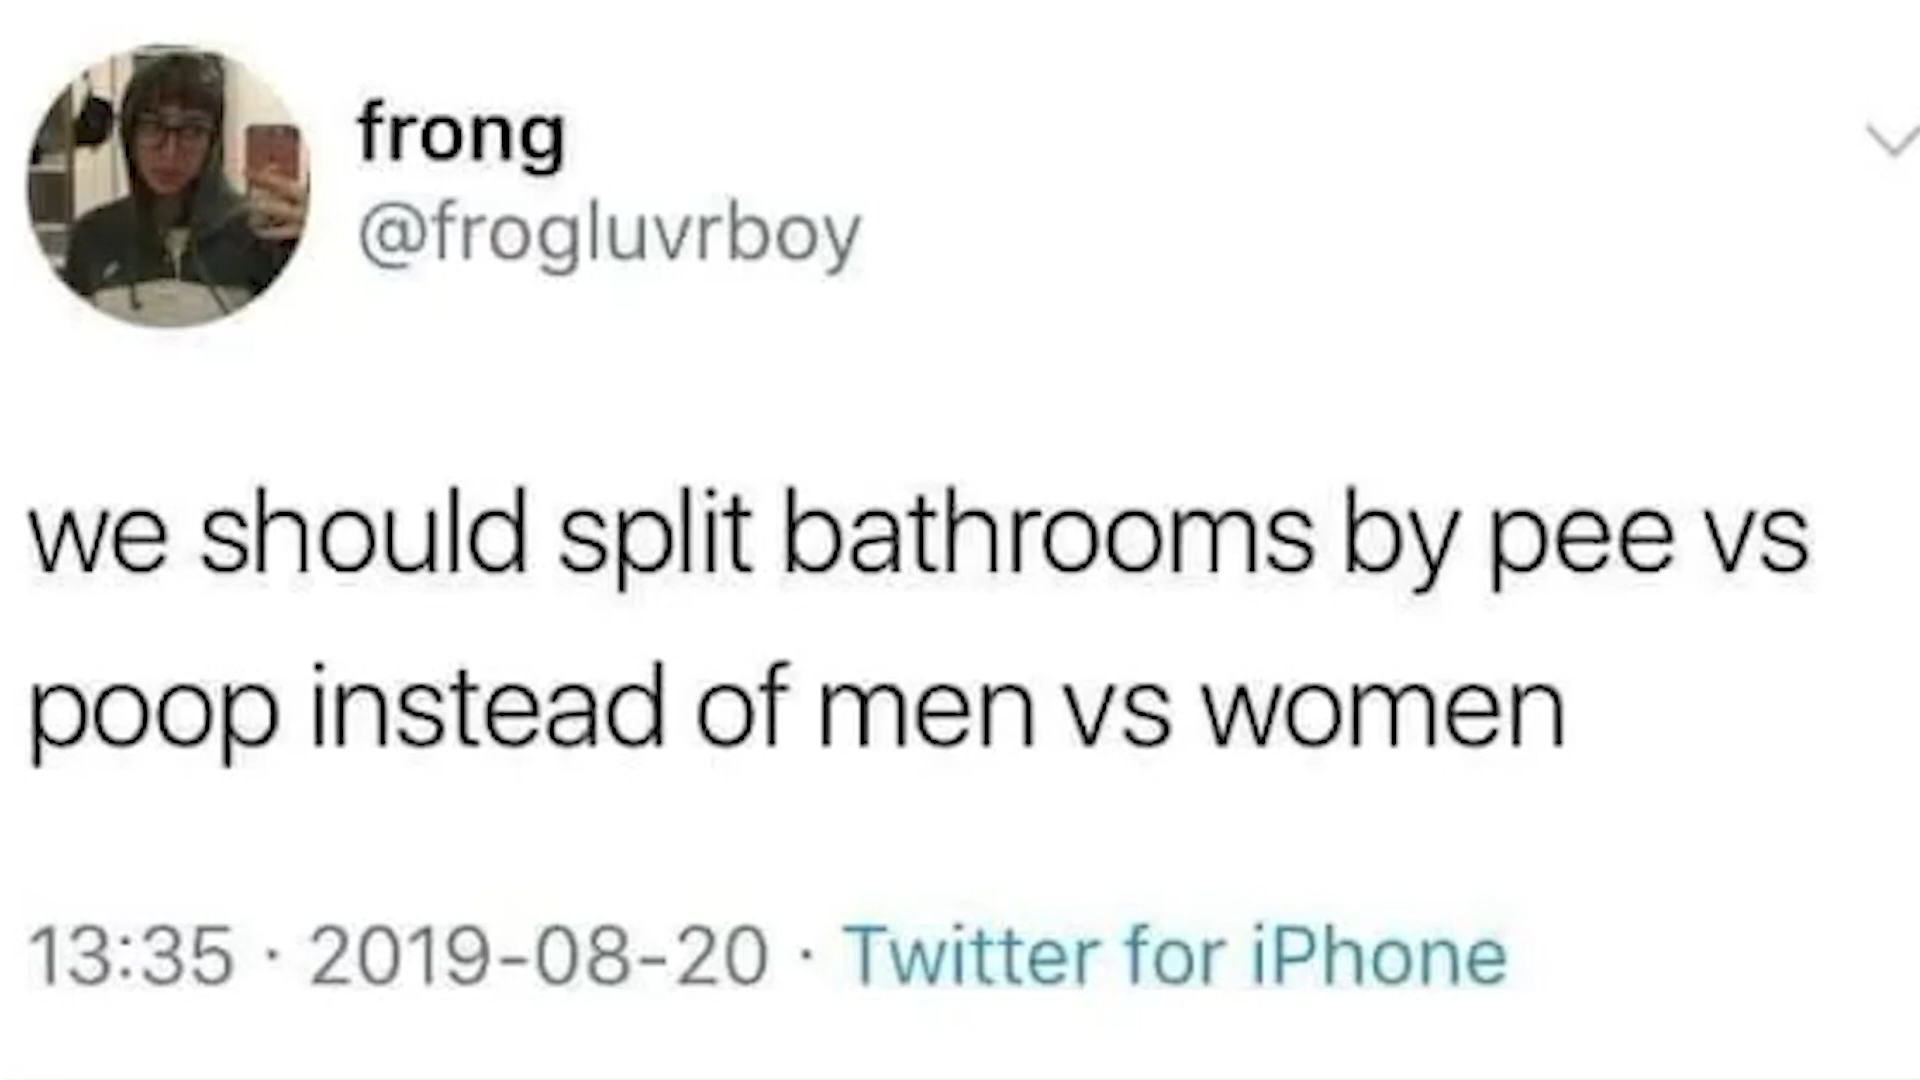 frong
@frogluvrboy
we should split bathrooms by pee vs
poop instead of men vs women
13:35 · 2019-08-20 · Twitter for iPhone